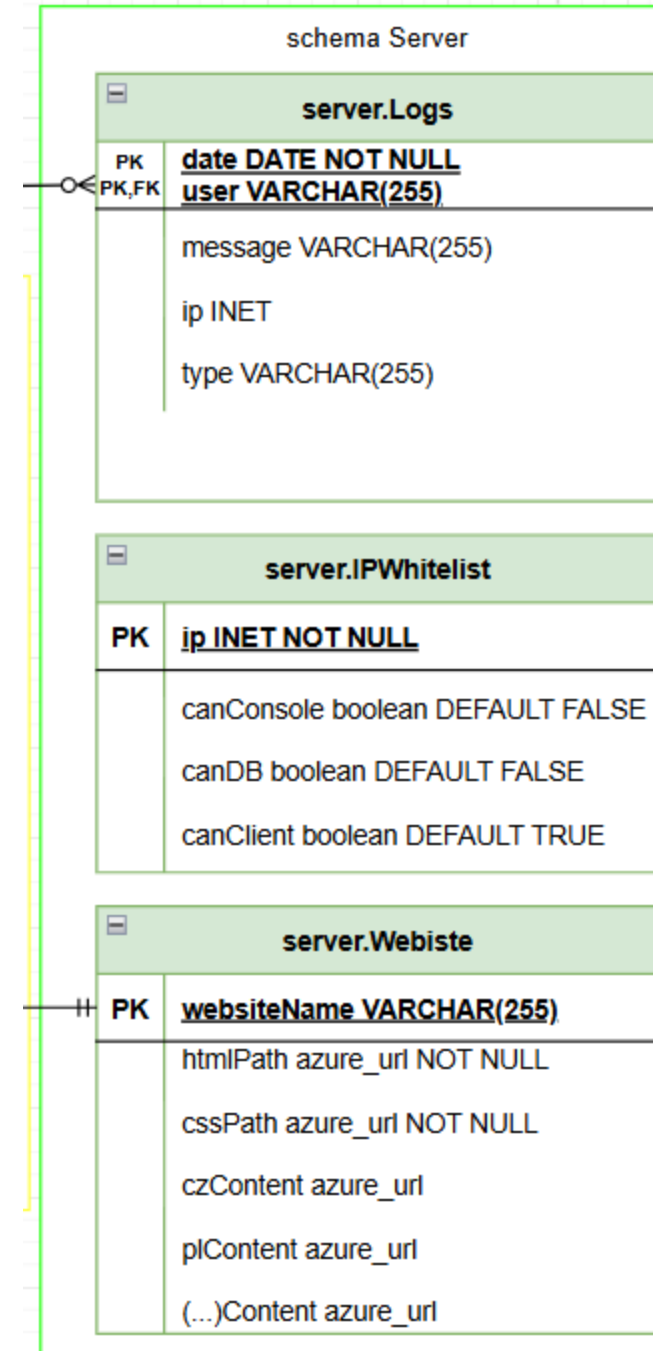 schema Server
server.Logs
PK date DATE NOT NULL
PK,FK user VARCHAR(255)
message VARCHAR(255)
ip INET
type VARCHAR(255)
server.IPWhitelist
PK ip INET NOT NULL
canConsole boolean DEFAULT FALSE
canDB boolean DEFAULT FALSE
canClient boolean DEFAULT TRUE
server.Webiste
PK websiteName VARCHAR(255)
htmlPath azure_url NOT NULL
cssPath azure_url NOT NULL
czContent azure_url
plContent azure_url
(...)Content azure_url